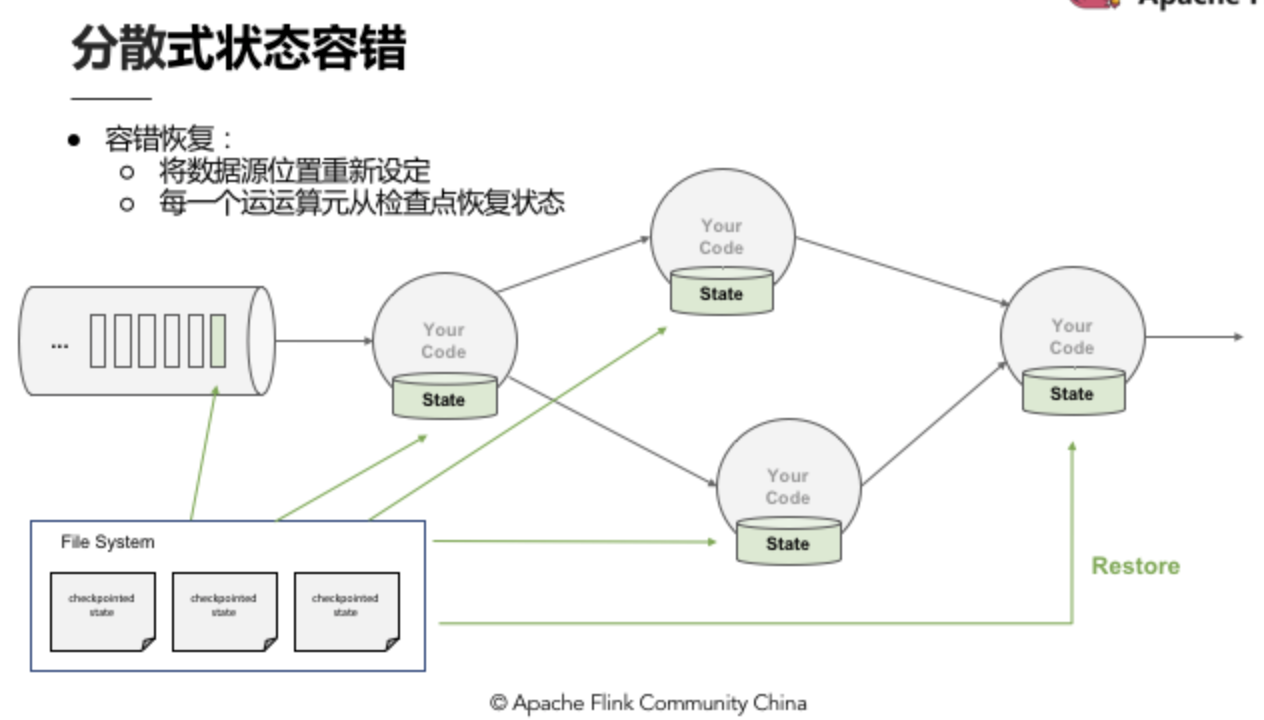 Apache F
分散式状态容错
● 容错恢复：
○ 将数据源位置重新设定
○ 每一个运运算元从检查点恢复状态
Your
Code
State
...
Your
Code
State
Your
Code
State
Your
Code
State
File System
checkpointed
state
checkpointed
state
checkpointed
state
Restore
© Apache Flink Community China